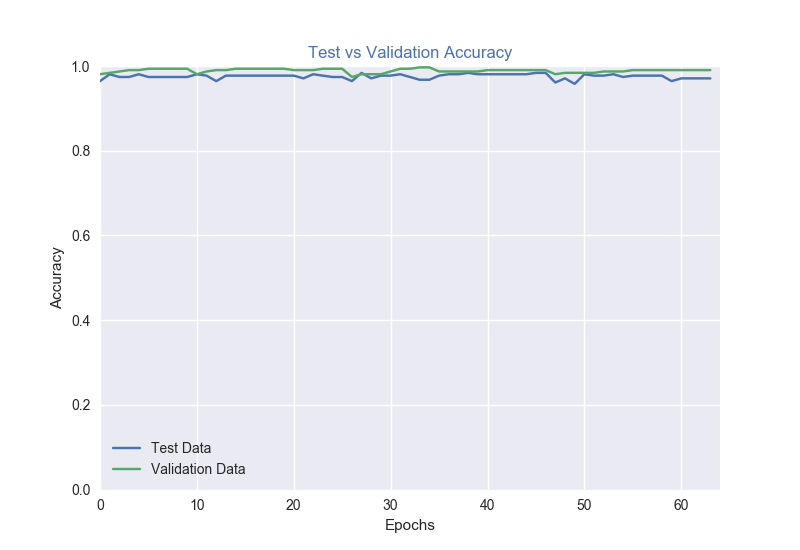 Test vs Validation Accuracy
1.0
0.8
0.6
0.4
0.2
0.0
Accuracy
Test Data
Validation Data
0 10 20 30 40 50 60
Epochs